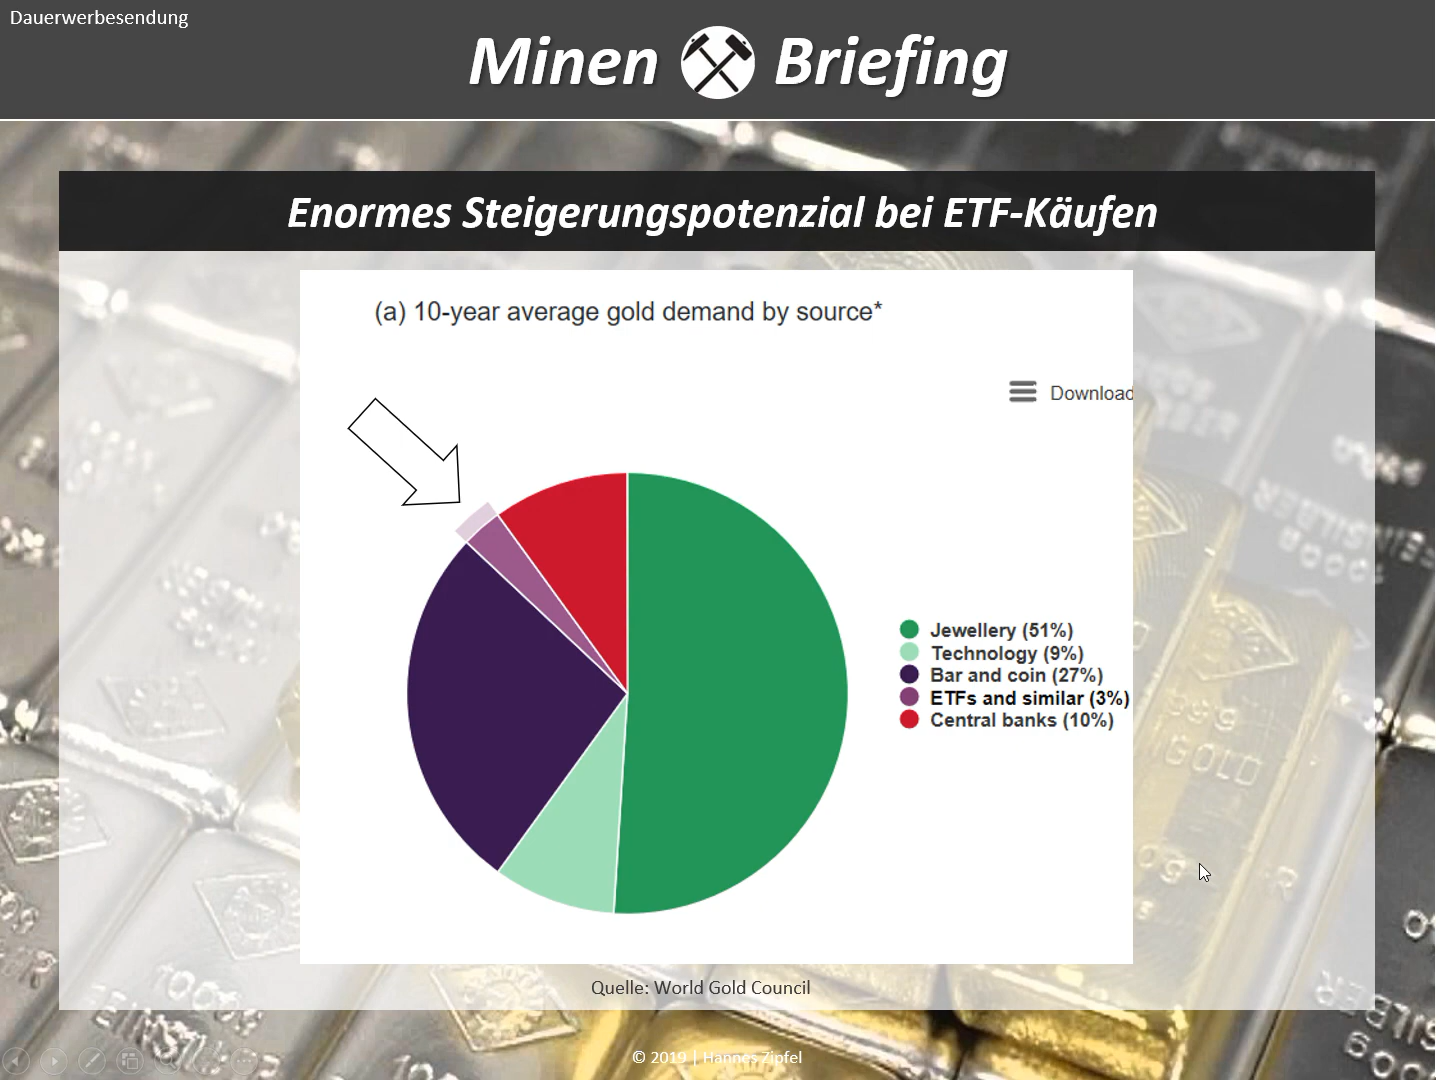 Dauerwerbesendung
Minen Briefing
Enormes Steigerungspotenzial bei ETF-Käufen
(a) 10-year average gold demand by source*
Download
Jewellery (51%)
Technology (9%)
Bar and coin (27%)
ETFs and similar (3%)
Central banks (10%)
Quelle: World Gold Council
© 2019 | Hannes Zipfel